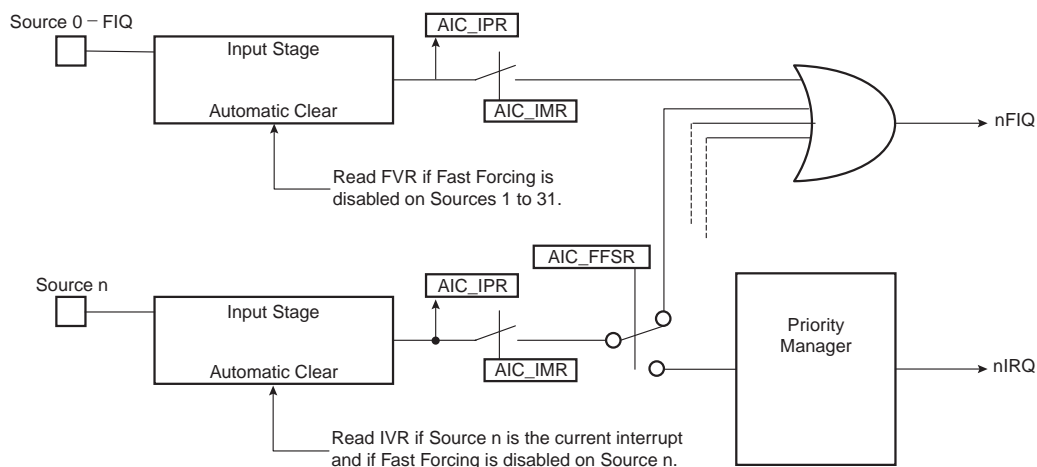 Source 0 – FIQ
AIC_IPR
Input Stage
Automatic Clear
AIC_IMR
nFIQ
Read FVR if Fast Forcing is
disabled on Sources 1 to 31.
AIC_FFSR
Source n
AIC_IPR
Input Stage
Priority
Manager
Automatic Clear
AIC_IMR
nIRQ
Read IVR if Source n is the current interrupt
and if Fast Forcing is disabled on Source n.